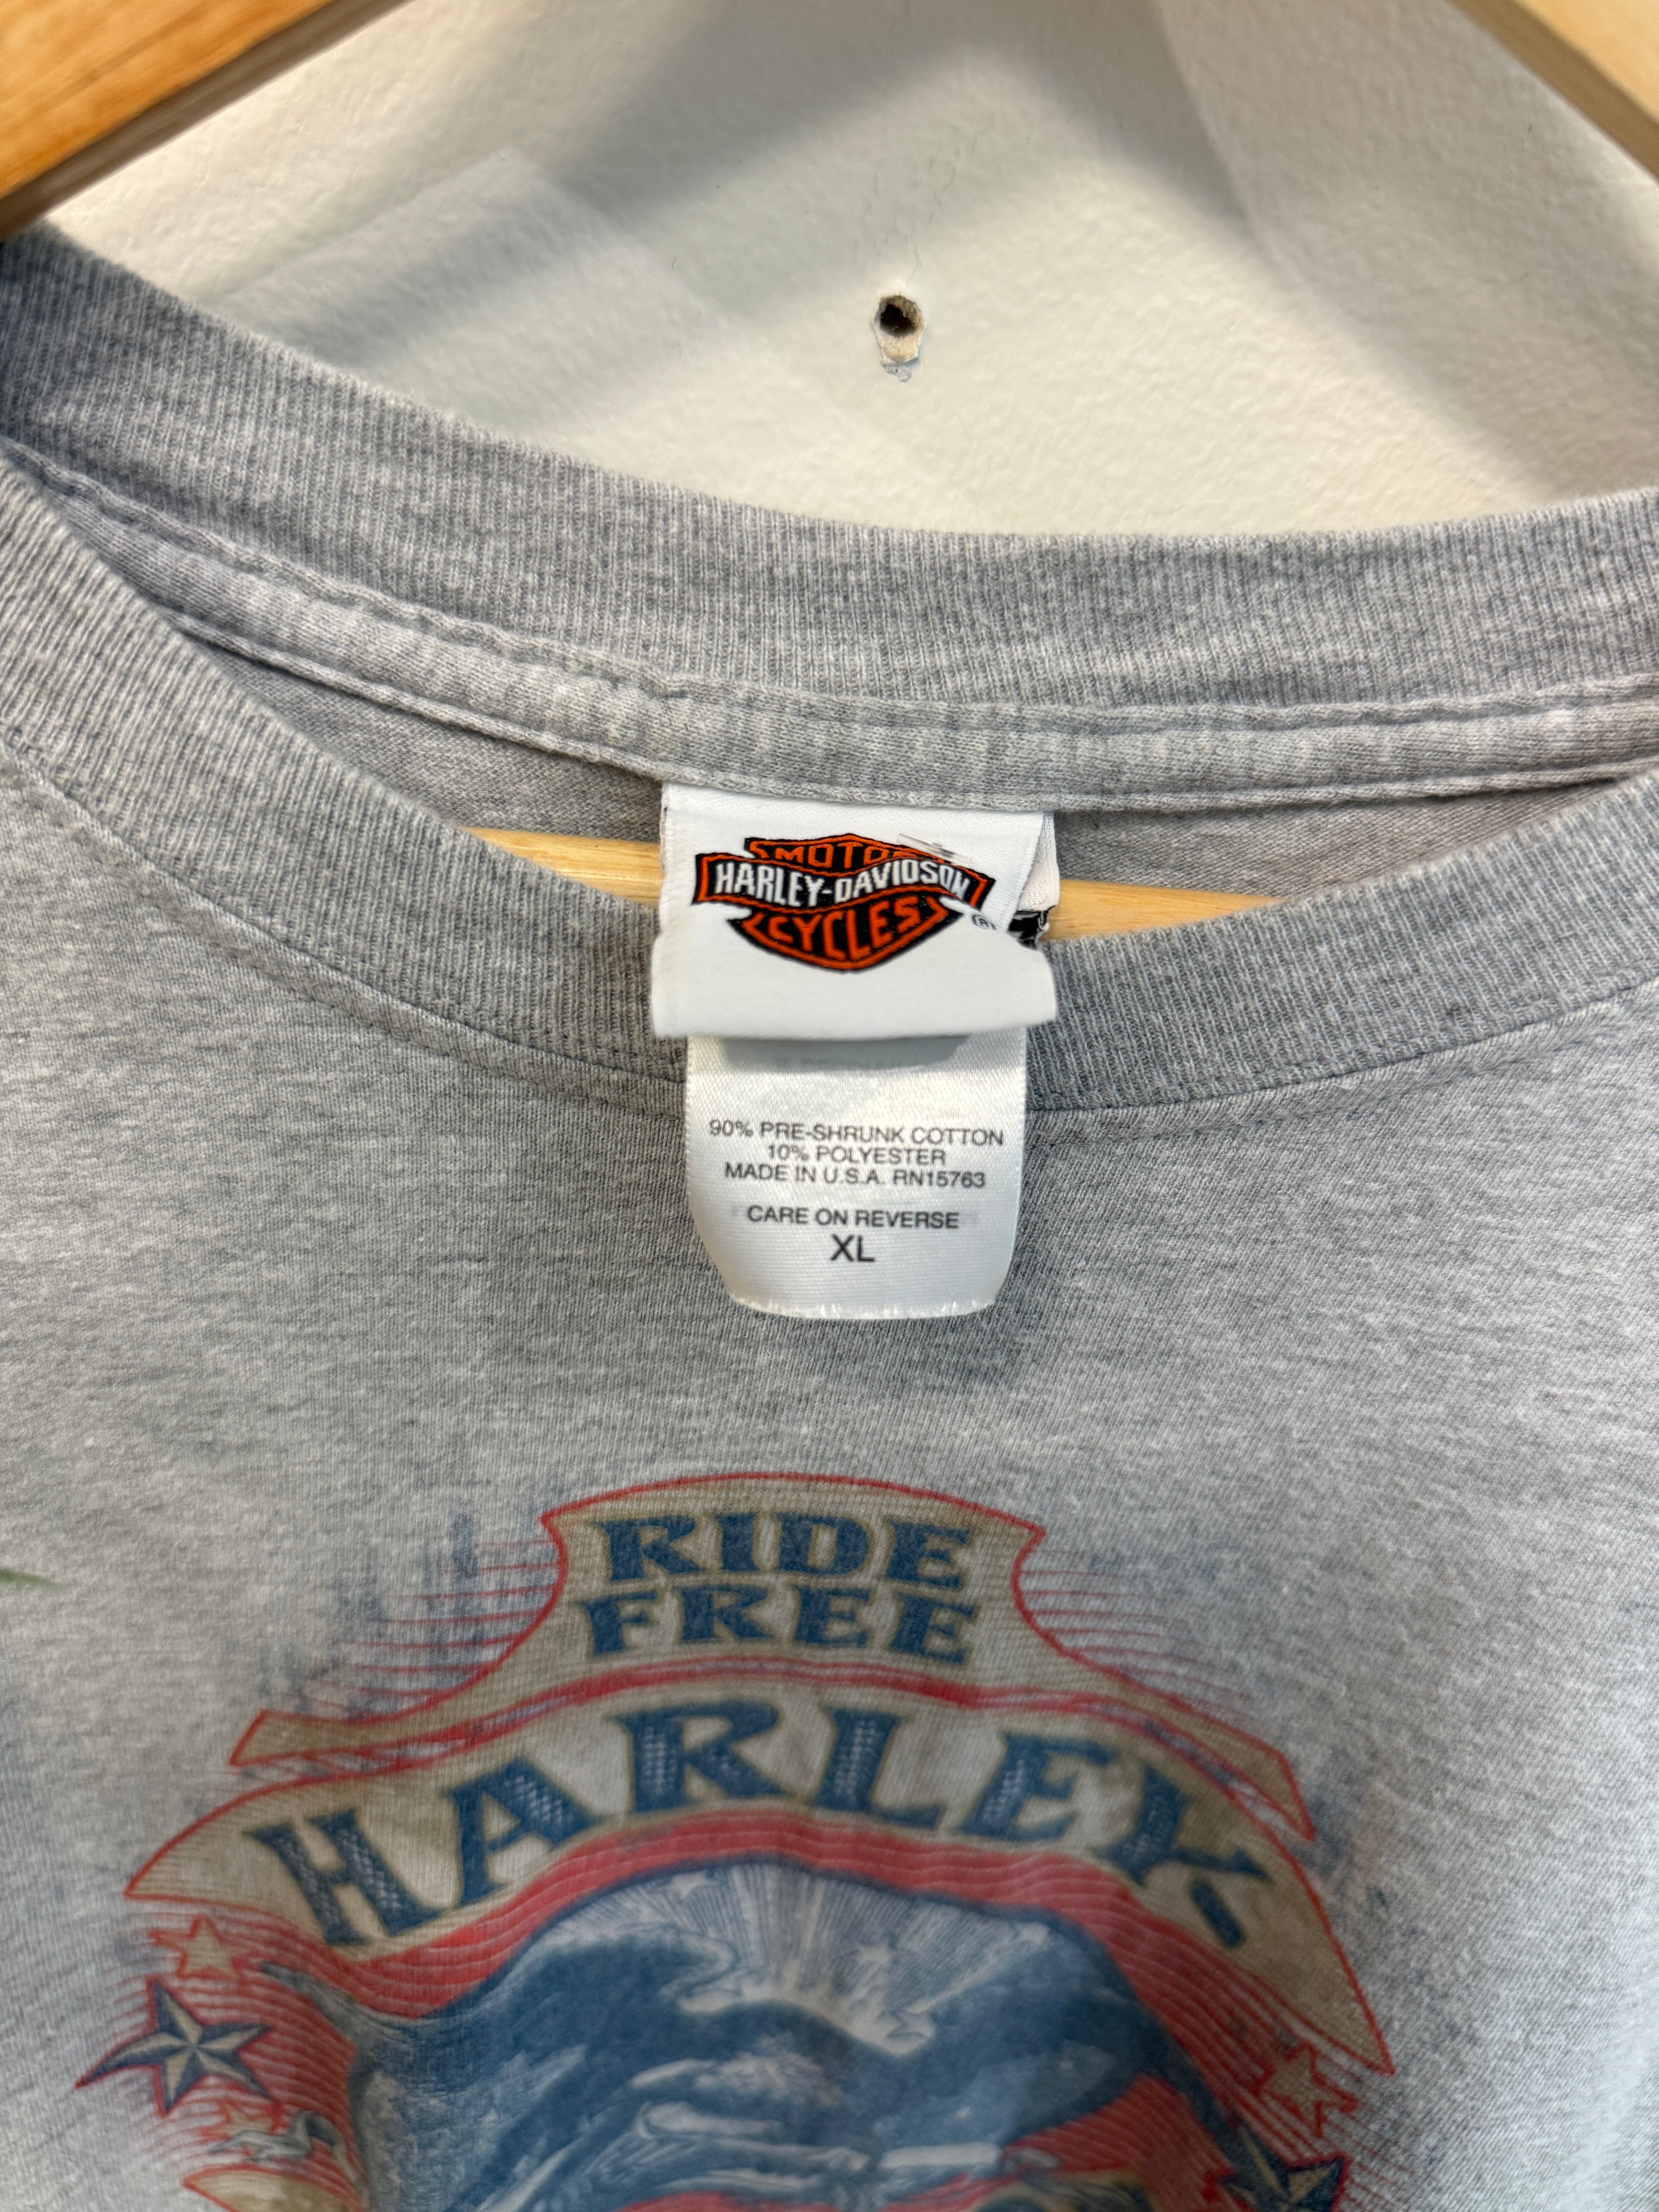 MOTOR
HARLEY-DAVIDSON
CYCLES
®
90% PRE-SHRUNK COTTON
10% POLYESTER
MADE IN U.S.A. RN15763
CARE ON REVERSE
XL
RIDE
FREE
HARLEY-